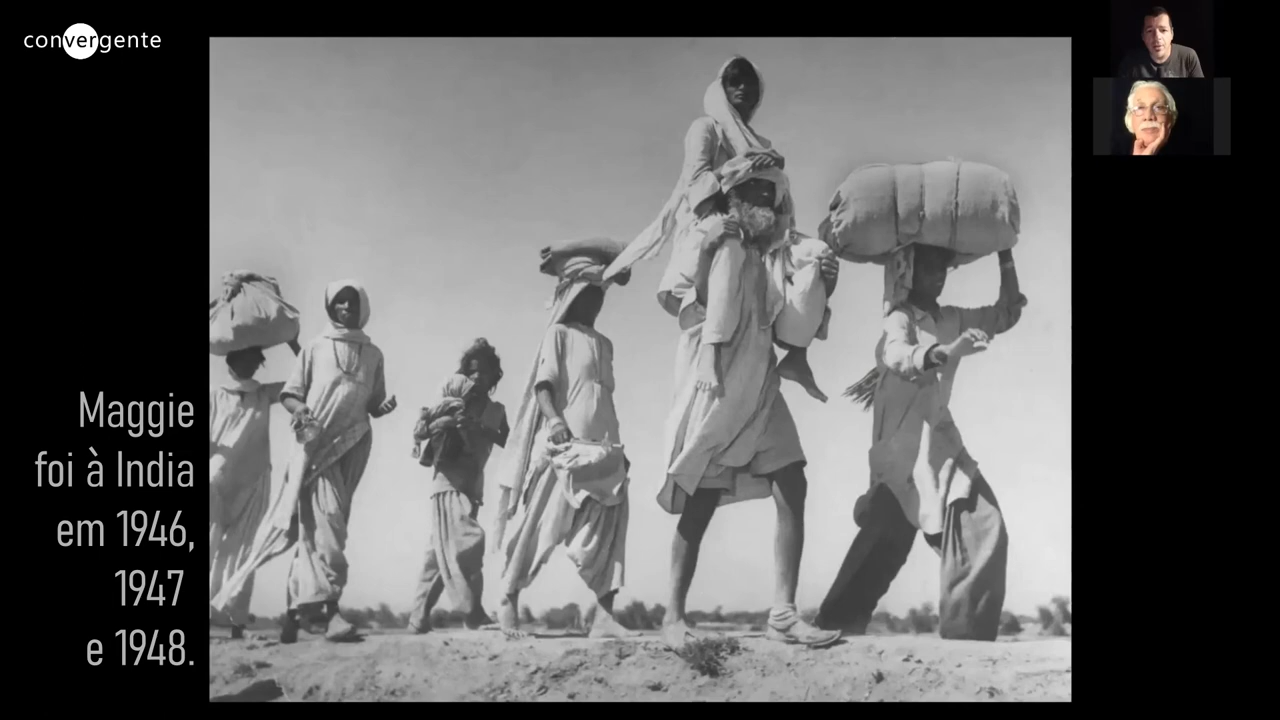 convergente
Maggie
foi à India
em 1946,
1947
e 1948.